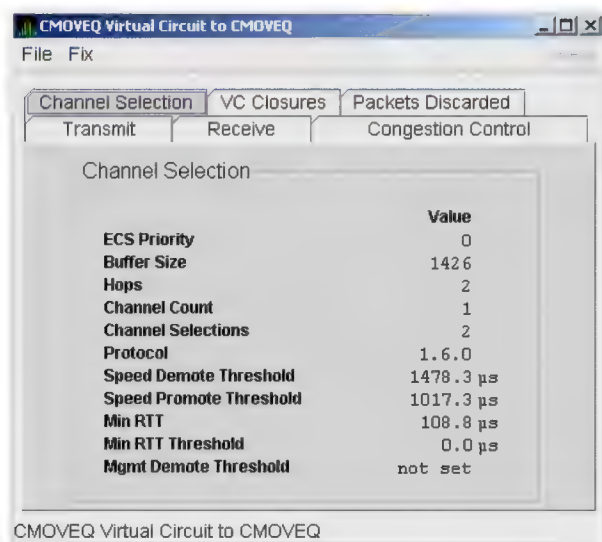 CMOVEQ Virtual Circuit to CMOVEQ
File Fix
Channel Selection VC Closures Packets Discarded
Transmit Receive Congestion Control
Channel Selection
Value
ECS Priority 0
Buffer Size 1426
Hops 2
Channel Count 1
Channel Selections 2
Protocol 1.6.0
Speed Demote Threshold 1478.3 µs
Speed Promote Threshold 1017.3 µs
Min RTT 108.8 µs
Min RTT Threshold 0.0 µs
Mgmt Demote Threshold not set
CMOVEQ Virtual Circuit to CMOVEQ